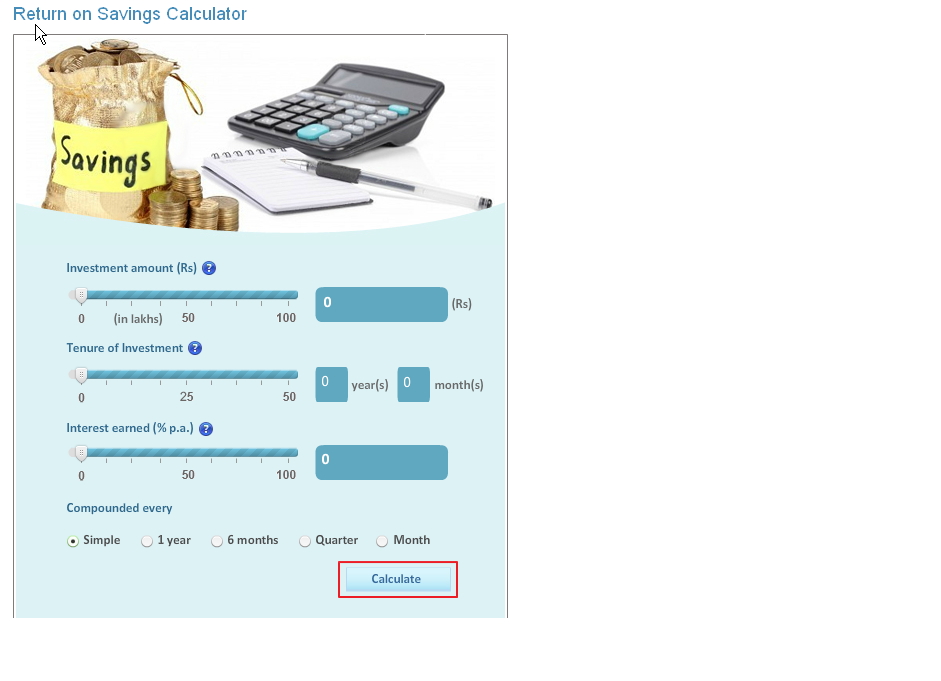 Return on Savings Calculator
Savings
Investment amount (Rs) ?
0 (Rs)
0 (in lakhs) 50 100
Tenure of Investment ?
0 year(s) 0 month(s)
0 25 50
Interest earned (% p.a.) ?
0
0 50 100
Compounded every
Simple 1 year 6 months Quarter Month
Calculate